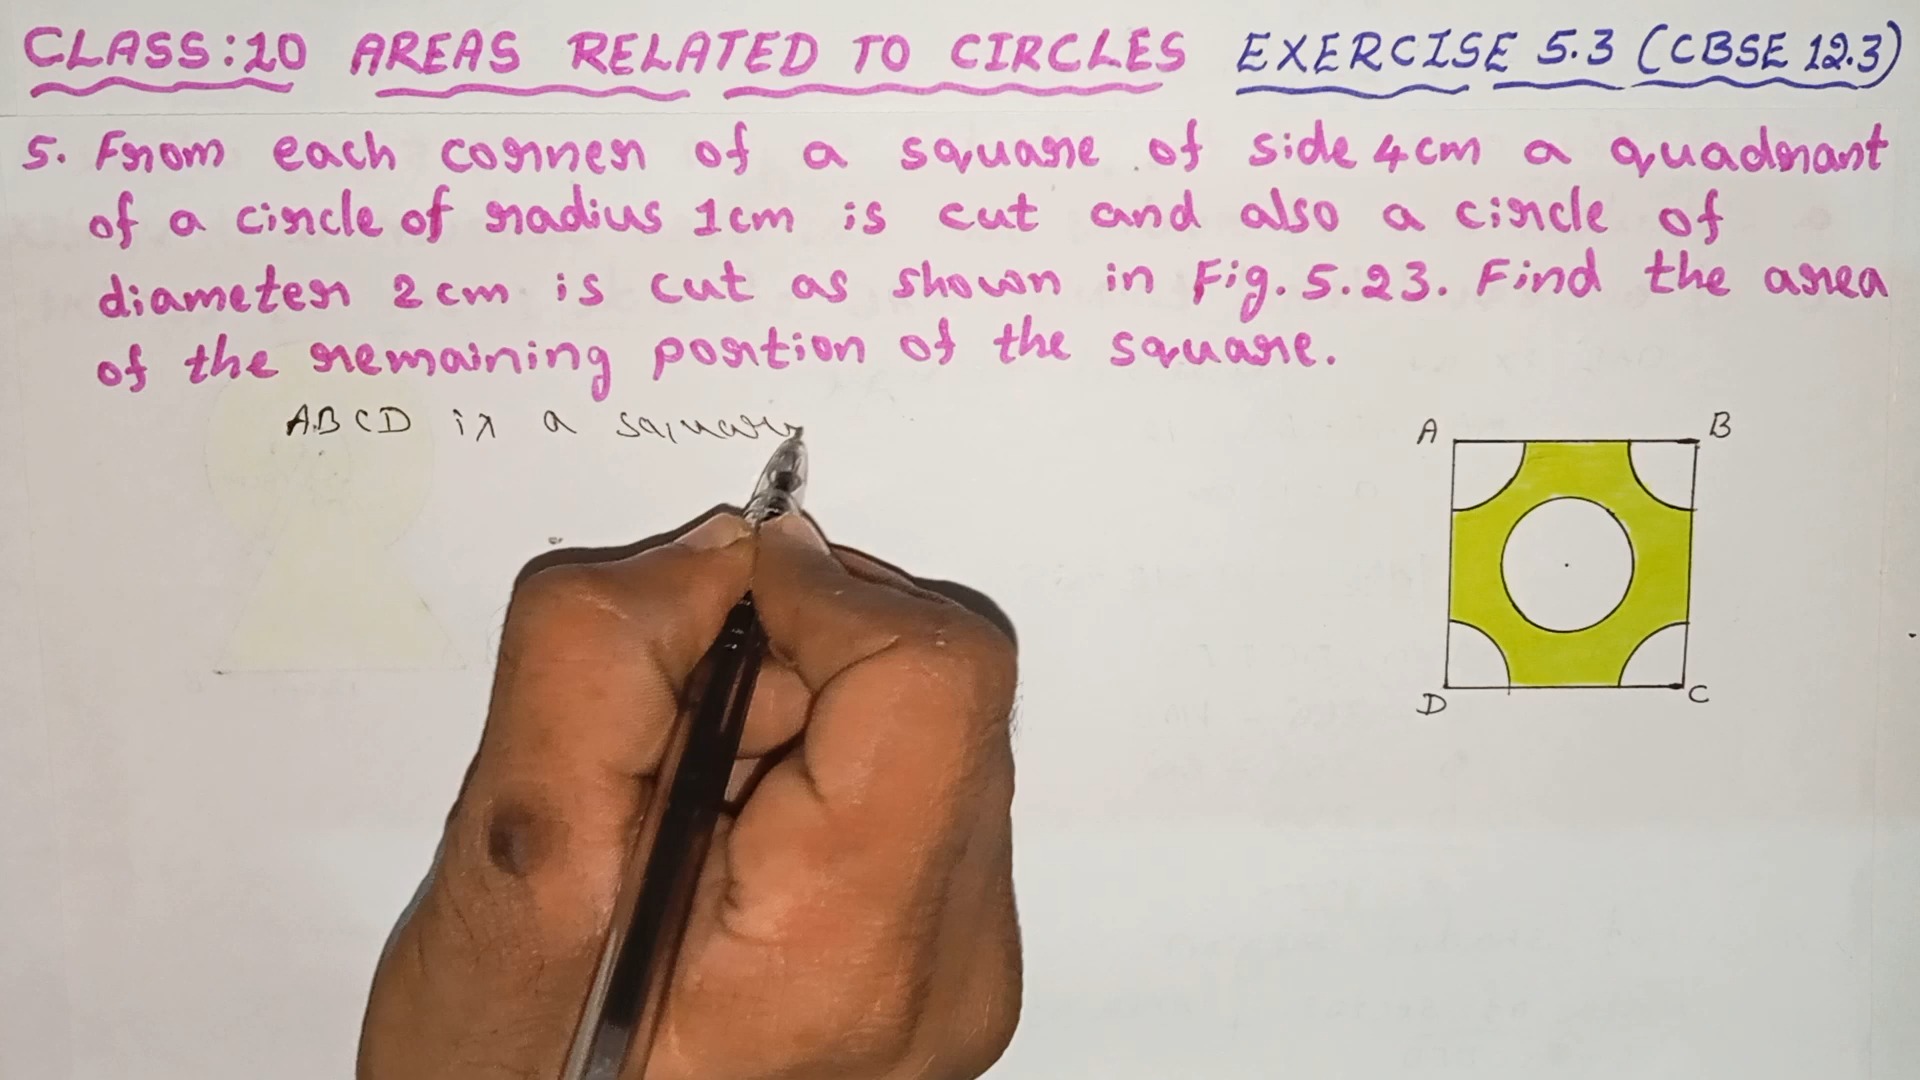 CLASS:10 AREAS RELATED TO CIRCLES EXERCISE 5.3 (CBSE 12.3)
5. From each corner of a square of side 4cm a quadrant
of a circle of radius 1cm is cut and also a circle of
diameter 2cm is cut as shown in Fig. 5.23. Find the area
of the remaining portion of the square.
ABCD is a square
A B
D C